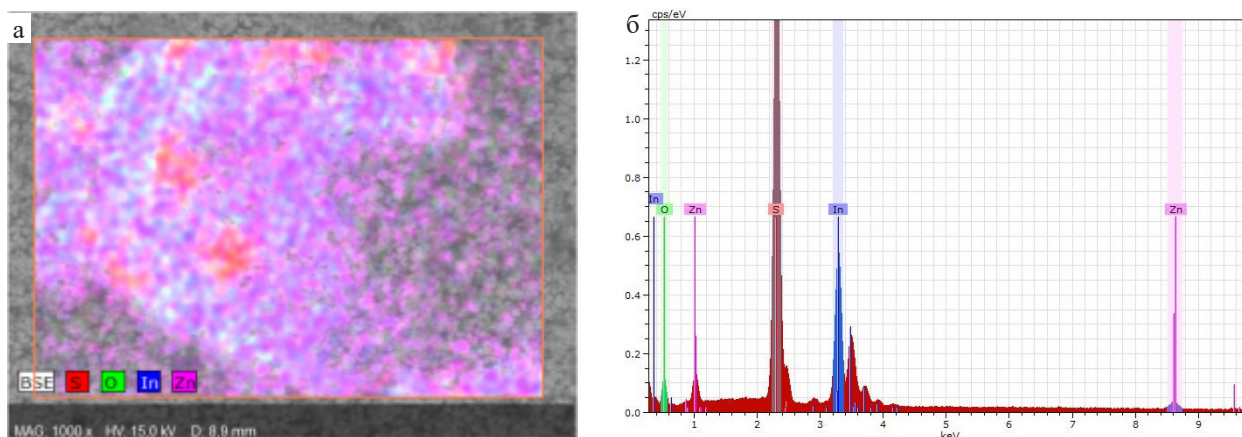 а
BSE S O In Zn
MAG: 1000 x HV: 15.0 kV D: 8.9 mm
б
cps/eV
1.2
1.0
0.8
0.6
0.4
0.2
0.0
In
O Zn S In Zn
1 2 3 4 5 6 7 8 9
keV